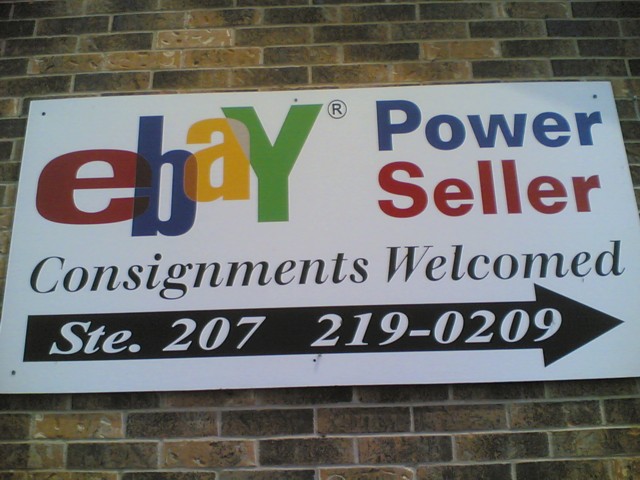 ebay® Power
Seller
Consignments Welcomed
Ste. 207 219-0209